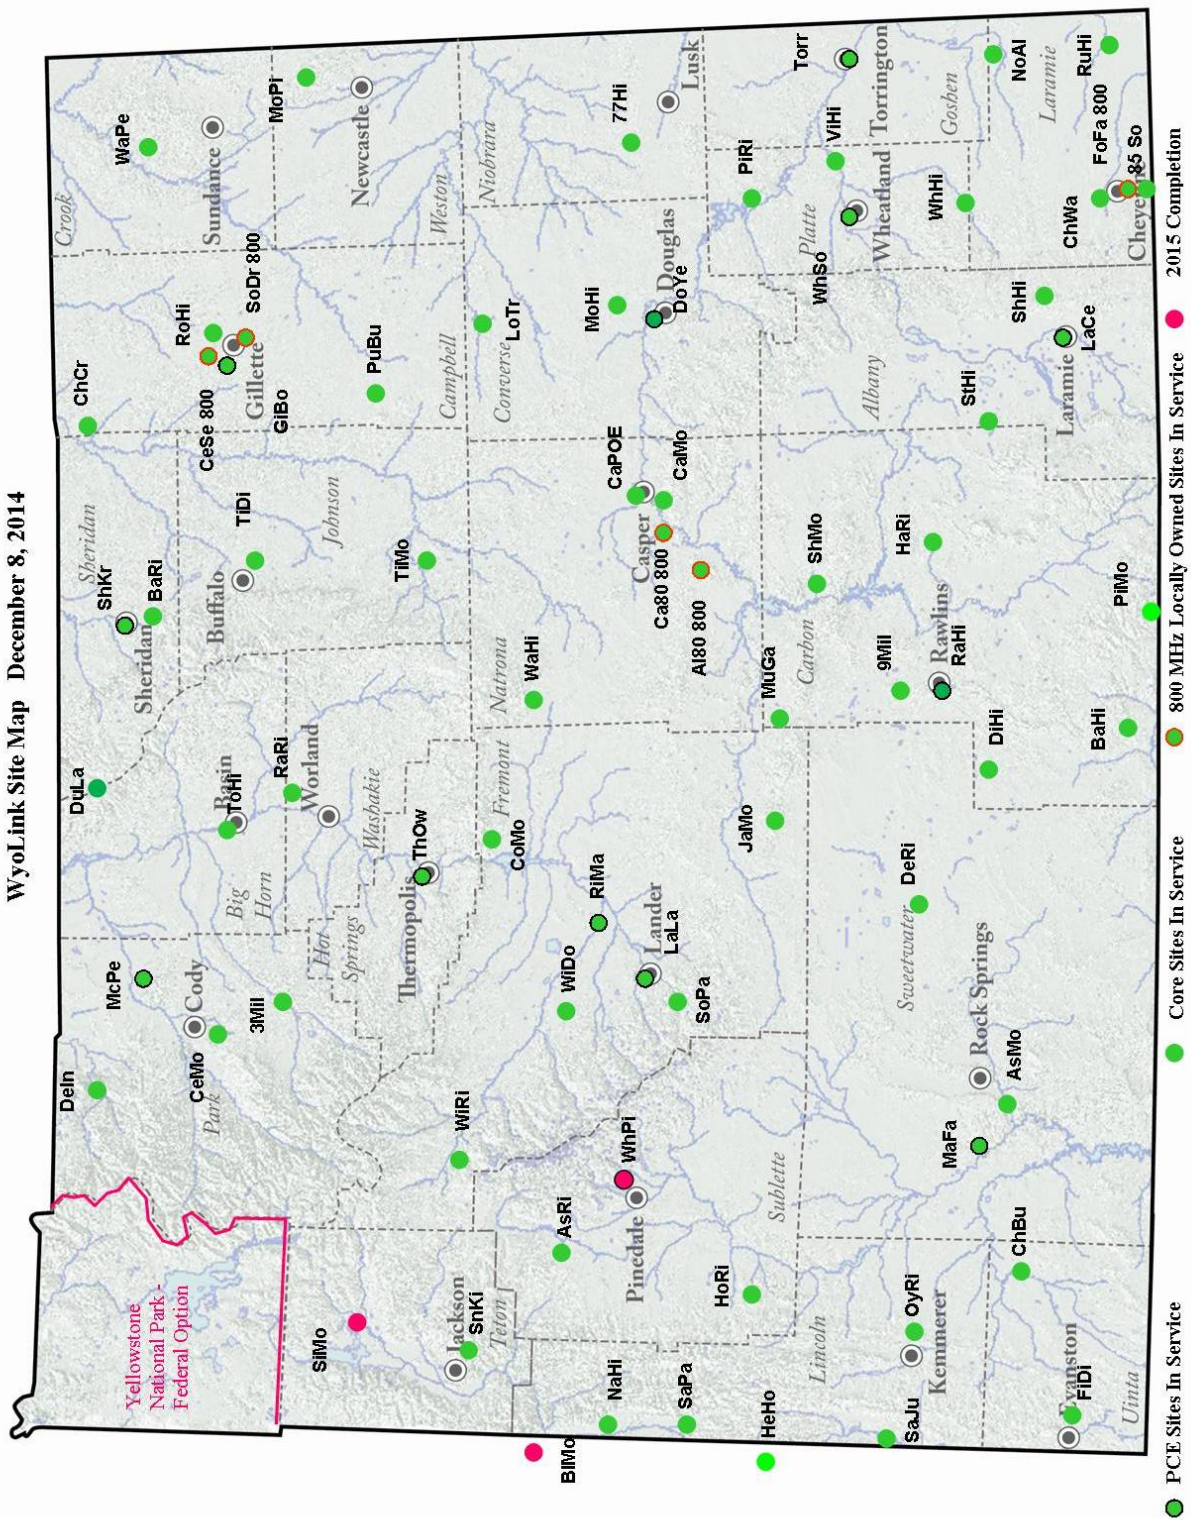 WyoLink Site Map   December 8, 2014
Yellowstone
National Park -
Federal Option
DeIn
McPe
Cody
CeMo
Park
3Mil
DuLa
Basin
ToHi
Big
Horn
RaRi
Worland
Washakie
Hot
Springs
Thermopolis
ThOw
Sheridan
ShKr
BaRi
Sheridan
Buffalo
TiDi
Johnson
TiMo
ChCr
RoHi
CeSe 800
SoDr 800
Gillette
GiBo
PuBu
Campbell
Crook
WaPe
Sundance
MoPi
Newcastle
Weston
SiMo
Jackson
SnKi
Teton
WiRi
BlMo
NaHi
SaPa
HeHo
AsRi
WhPi
Pinedale
HoRi
Sublette
CoMo
Fremont
WiDo
RiMa
Lander
LaLa
SoPa
JaMo
Natrona
WaHi
CaPOE
Casper
CaMo
Ca80 800
Al80 800
MuGa
Converse
LoTr
MoHi
Douglas
DoYe
Niobrara
77Hi
Lusk
Lincoln
SaJu
OyRi
Kemmerer
ChBu
Evanston
FiDi
Uinta
MaFa
AsMo
Rock Springs
Sweetwater
DeRi
DiHi
BaHi
Carbon
ShMo
9Mil
Rawlins
RaHi
HaRi
PiMo
Albany
StHi
ShHi
Laramie
LaCe
PiRi
Platte
WhSo
ViHi
Wheatland
WhHi
Torr
Torrington
Goshen
NoAl
Laramie
RuHi
FoFa 800
ChWa
85 So
Cheyenne
PCE Sites In Service
Core Sites In Service
800 MHz Locally Owned Sites In Service
2015 Completion